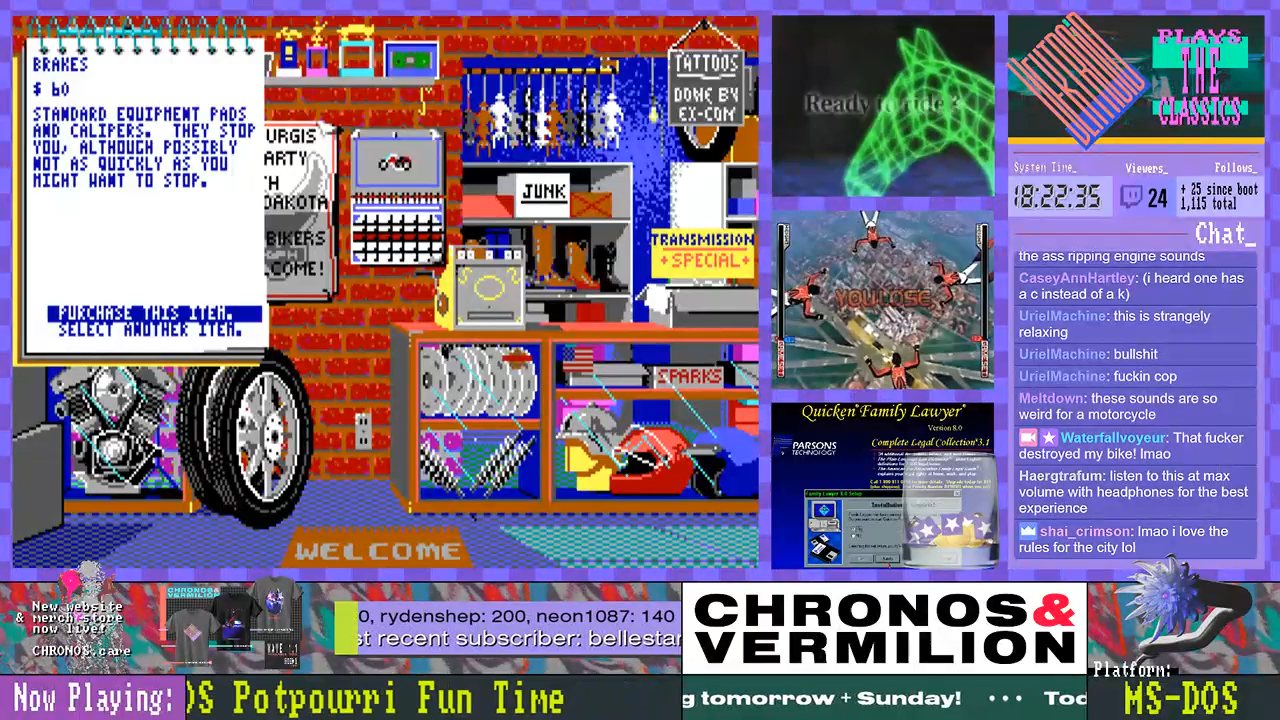 BRAKES
$ 60
STANDARD EQUIPMENT PADS
AND CALIPERS. THEY STOP
YOU, ALTHOUGH POSSIBLY
NOT AS QUICKLY AS YOU
MIGHT WANT TO STOP.
PURCHASE THIS ITEM.
SELECT ANOTHER ITEM.
URGIS
ARTY
H
DAKOTA
BIKERS
LCOME!
JUNK
TATTOOS
DONE BY
EX-COM
TRANSMISSION
+SPECIAL+
SPARKS
WELCOME
Ready to ride ?
YOU LOSE
Quicken Family Lawyer
Version 8.0
PARSONS
TECHNOLOGY
Complete Legal Collection 3.1
VERMILION
PLAYS
THE
CLASSICS
System Time_
18:22:35
Viewers_
24
Follows_
+ 25 since boot
1,115 total
Chat_
the ass ripping engine sounds
CaseyAnnHartley: (i heard one has
a c instead of a k)
UrielMachine: this is strangely
relaxing
UrielMachine: bullshit
UrielMachine: fuckin cop
Meltdown: these sounds are so
weird for a motorcycle
Waterfallvoyeur: That fucker
destroyed my bike! lmao
Haergtrafum: listen to this at max
volume with headphones for the best
experience
shai_crimson: lmao i love the
rules for the city lol
New website
& merch store
now live!
CHRONOS.care
0, rydenshep: 200, neon1087: 140
st recent subscriber: bellestar
CHRONOS&
VERMILION
Platform:
MS-DOS
Now Playing:
OS Potpourri Fun Time
g tomorrow + Sunday! ••• Tod